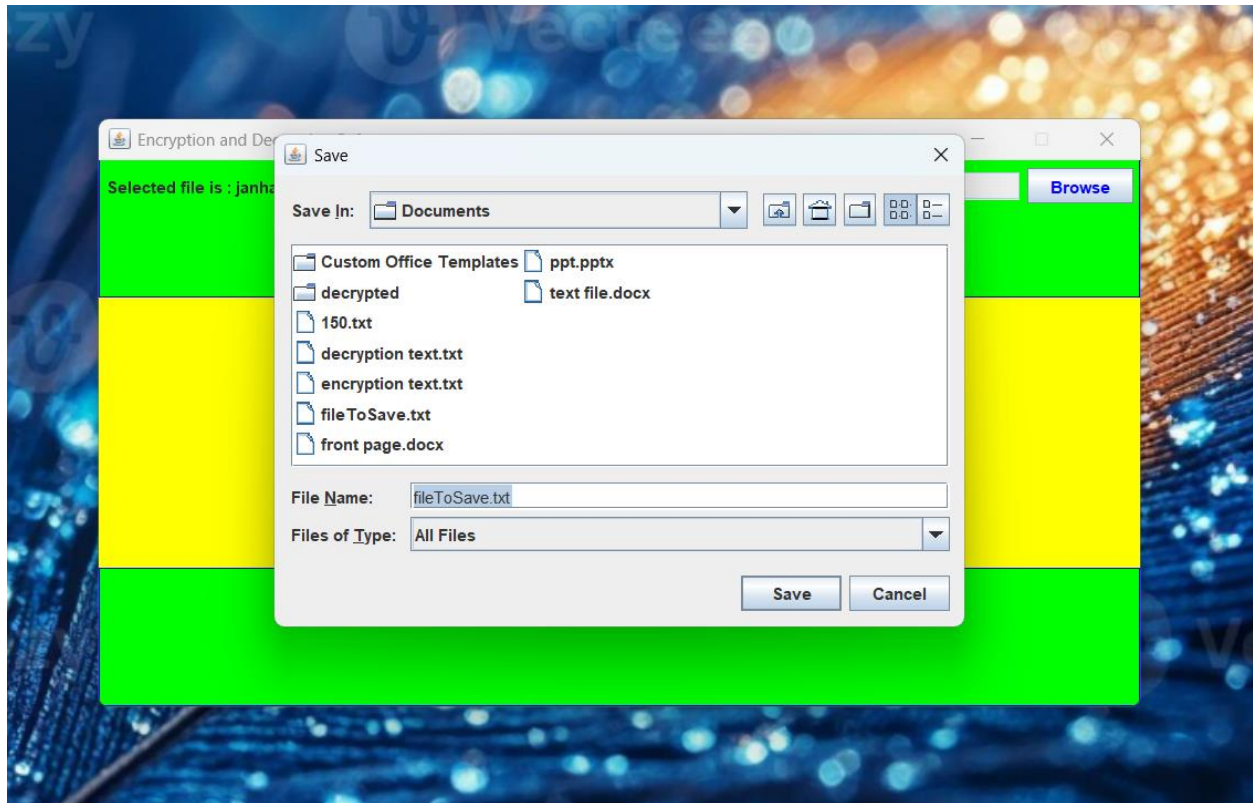 zy
Vecteezy
Encryption and De
Save
Selected file is : janha
Browse
Save In: Documents
Custom Office Templates
ppt.pptx
decrypted
text file.docx
150.txt
decryption text.txt
encryption text.txt
fileToSave.txt
front page.docx
File Name: fileToSave.txt
Files of Type: All Files
Save Cancel